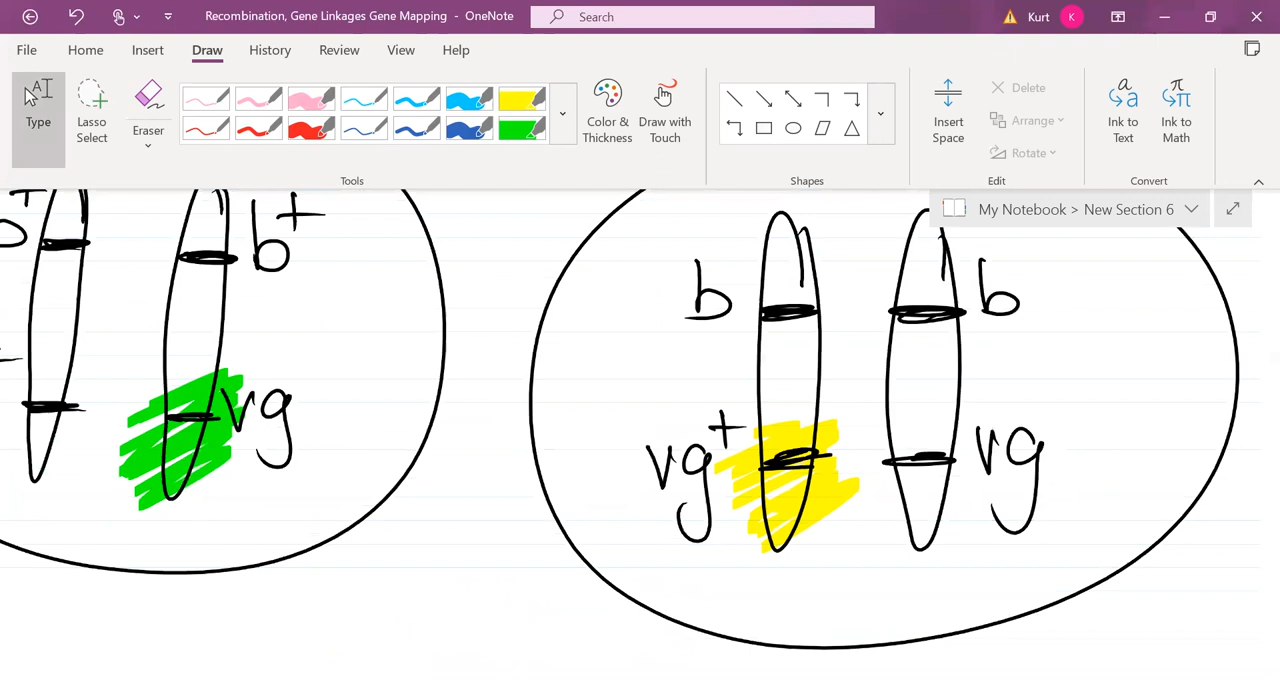 Recombination, Gene Linkages Gene Mapping - OneNote
Search
Kurt K
File Home Insert Draw History Review View Help
Type
Lasso Select
Eraser
Color & Thickness
Draw with Touch
Insert Space
Delete
Arrange
Rotate
Ink to Text
Ink to Math
Tools
Shapes
Edit
Convert
My Notebook > New Section 6
b+
b b
vg
vg+ vg